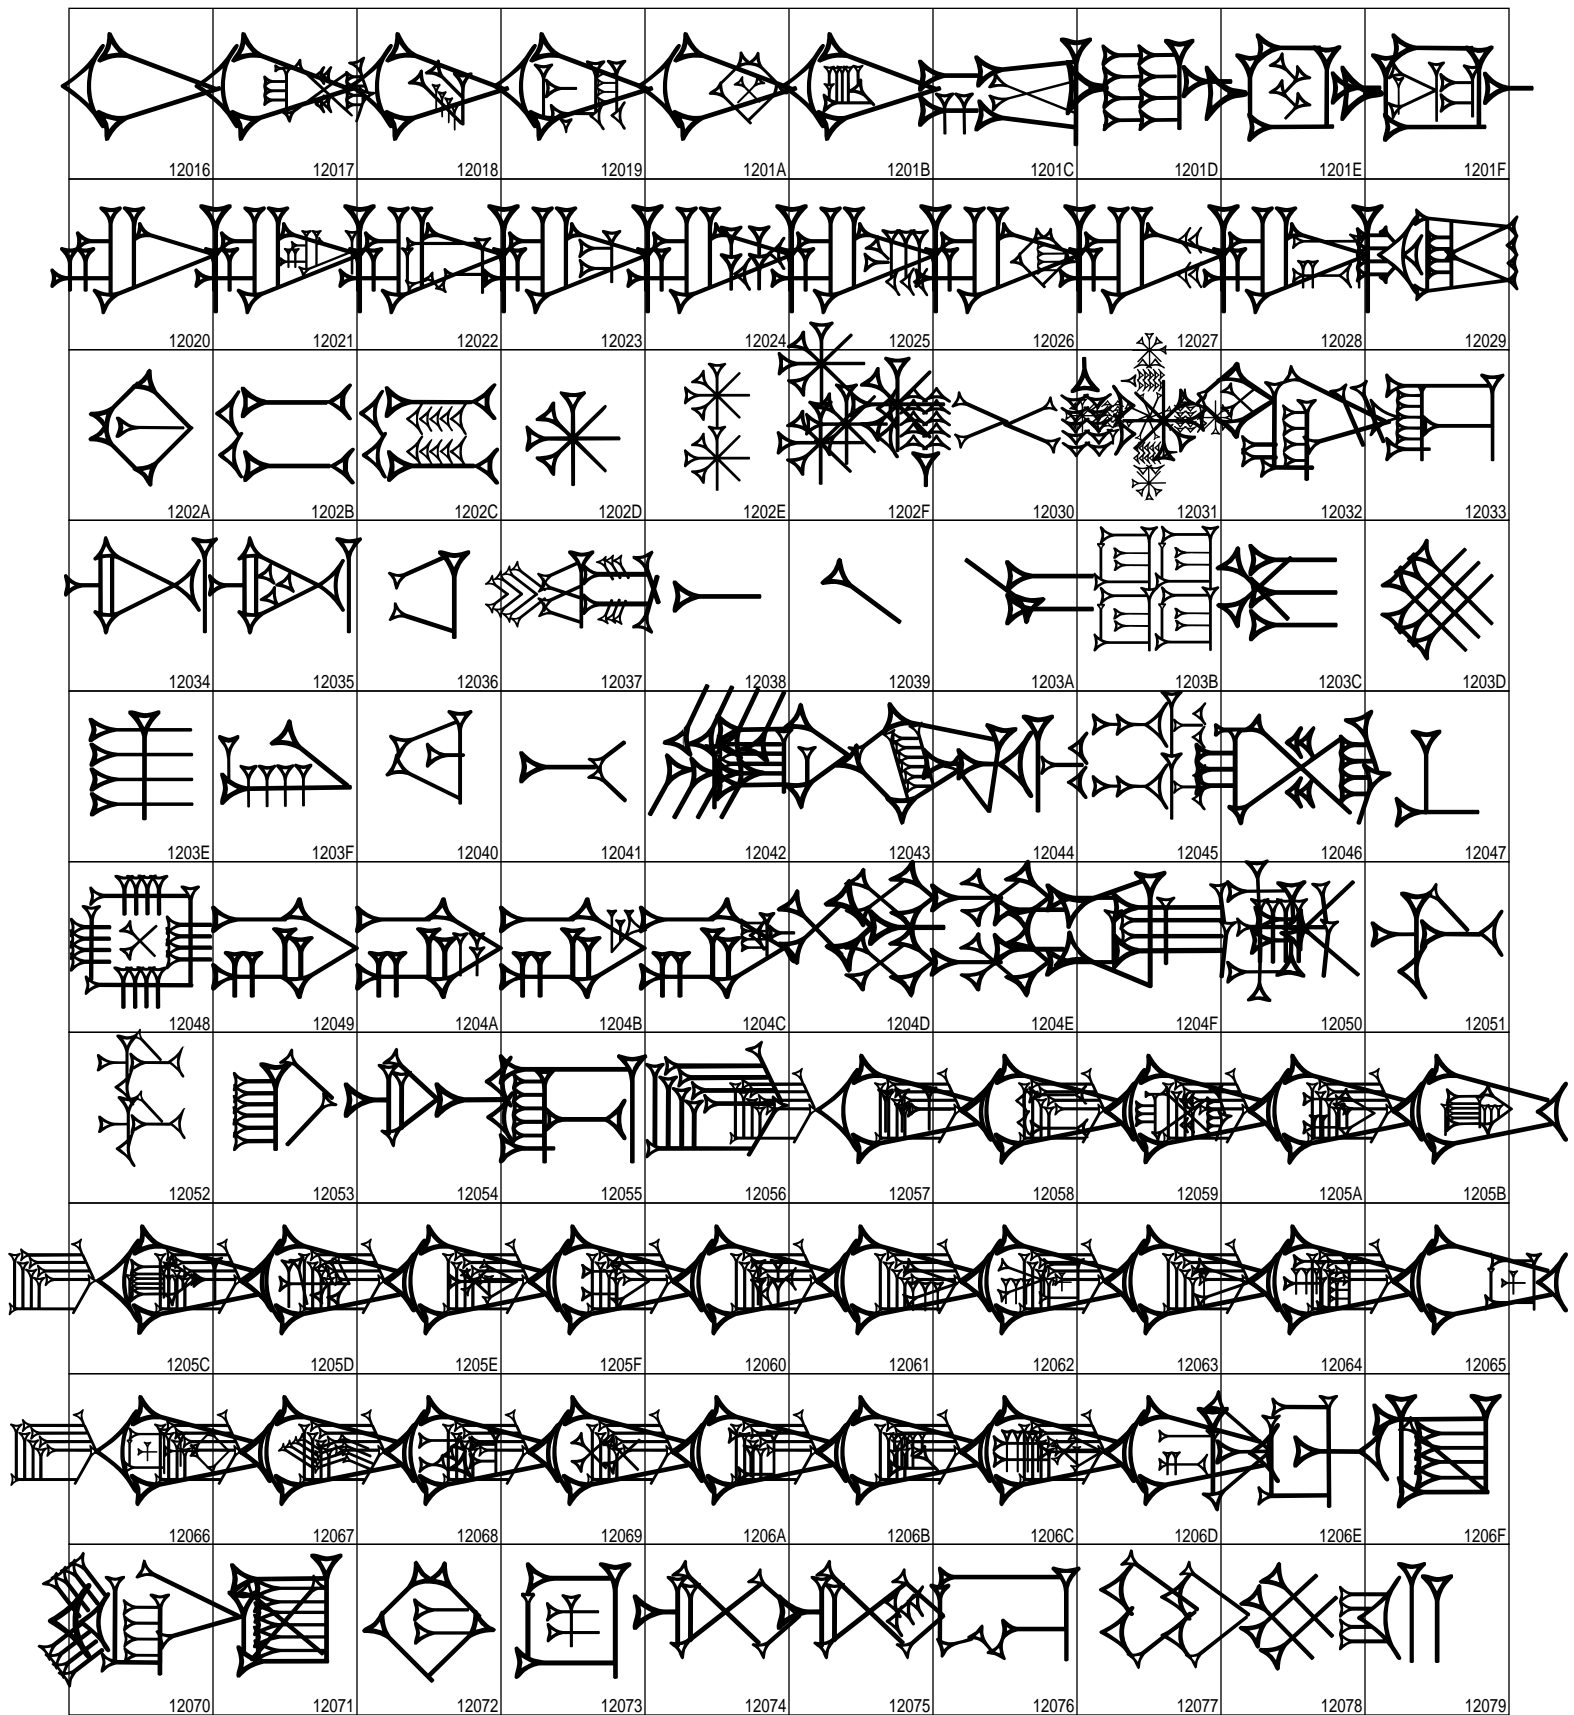 𒀖 𒀗 𒀘 𒀙 𒀚 𒀛 𒀜 𒀝 𒀞 𒀟
12016 12017 12018 12019 1201A 1201B 1201C 1201D 1201E 1201F
𒀠 𒀡 𒀢 𒀣 𒀤 𒀥 𒀦 𒀧 𒀨 𒀩
12020 12021 12022 12023 12024 12025 12026 12027 12028 12029
𒀪 𒀫 𒀬 𒀭 𒀮 𒀯 𒀰 𒀱 𒀲 𒀳
1202A 1202B 1202C 1202D 1202E 1202F 12030 12031 12032 12033
𒀴 𒀵 𒀶 𒀷 𒀸 𒀹 𒀺 𒀻 𒀼 𒀽
12034 12035 12036 12037 12038 12039 1203A 1203B 1203C 1203D
𒀾 𒀿 𒁀 𒁁 𒁂 𒁃 𒁄 𒁅 𒁆 𒁇
1203E 1203F 12040 12041 12042 12043 12044 12045 12046 12047
𒁈 𒁉 𒁊 𒁋 𒁌 𒁍 𒁎 𒁏 𒁐 𒁑
12048 12049 1204A 1204B 1204C 1204D 1204E 1204F 12050 12051
𒁒 𒁓 𒁔 𒁕 𒁖 𒁗 𒁘 𒁙 𒁚 𒁛
12052 12053 12054 12055 12056 12057 12058 12059 1205A 1205B
𒁜 𒁝 𒁞 𒁟 𒁠 𒁡 𒁢 𒁣 𒁤 𒁥
1205C 1205D 1205E 1205F 12060 12061 12062 12063 12064 12065
𒁦 𒁧 𒁨 𒁩 𒁪 𒁫 𒁬 𒁭 𒁮 𒁯
12066 12067 12068 12069 1206A 1206B 1206C 1206D 1206E 1206F
𒁰 𒁱 𒁲 𒁳 𒁴 𒁵 𒁶 𒁷 𒁸 𒁹
12070 12071 12072 12073 12074 12075 12076 12077 12078 12079